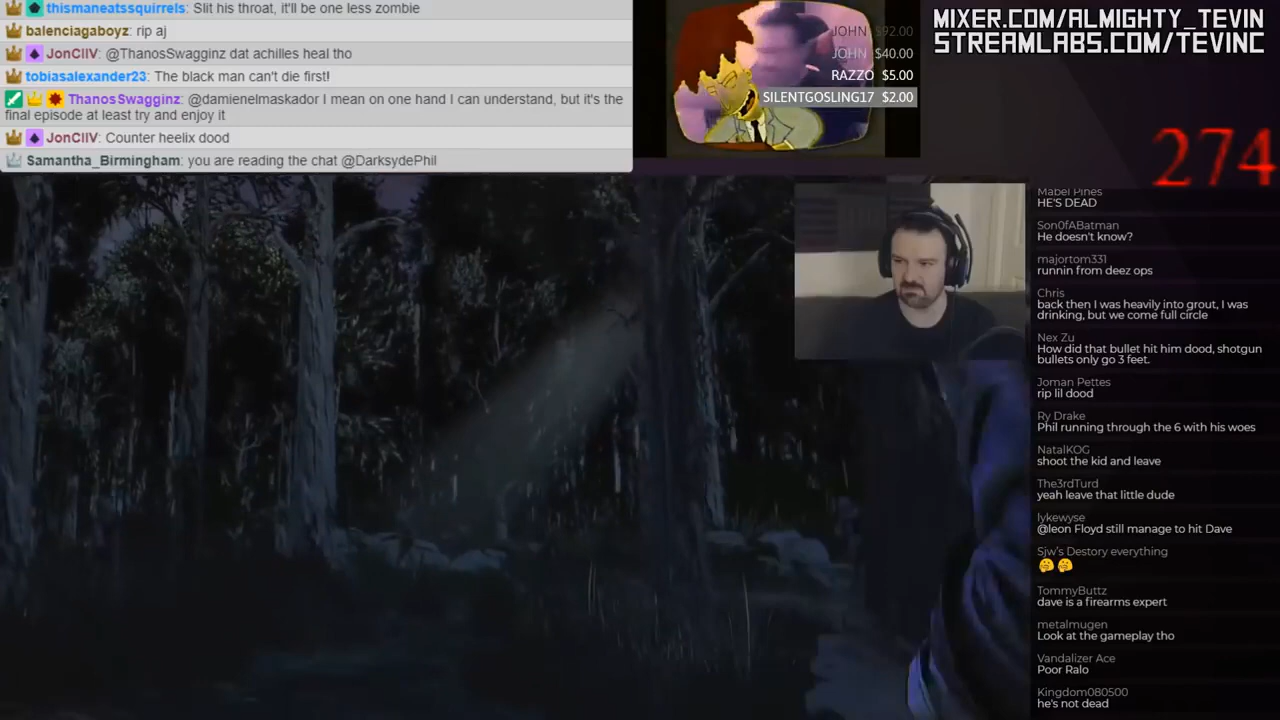 thismaneatssquirrels: Slit his throat, it'll be one less zombie
balenciagaboyz: rip aj
JonCIIV: @ThanosSwagginz dat achilles heal tho
tobiasalexander23: The black man can't die first!
ThanosSwagginz: @damienelmaskador I mean on one hand I can understand, but it's the
final episode at least try and enjoy it
JonCIIV: Counter heelix dood
Samantha_Birmingham: you are reading the chat @DarksydePhil
JOHN $92.00
JOHN $40.00
RAZZO $5.00
SILENTGOSLING17 $2.00
MIXER.COM/ALMIGHTY_TEVIN
STREAMLABS.COM/TEVINC
274
Mabel Pines
HE'S DEAD
Son0fABatman
He doesn't know?
majortom331
runnin from deez ops
Chris
back then I was heavily into grout, I was
drinking, but we come full circle
Nex Zu
How did that bullet hit him dood, shotgun
bullets only go 3 feet.
Joman Pettes
rip lil dood
Ry Drake
Phil running through the 6 with his woes
NatalKOG
shoot the kid and leave
The3rdTurd
yeah leave that little dude
lykewyse
@leon Floyd still manage to hit Dave
Sjw's Destory everything
TommyButtz
dave is a firearms expert
metalmugen
Look at the gameplay tho
Vandalizer Ace
Poor Ralo
Kingdom080500
he's not dead